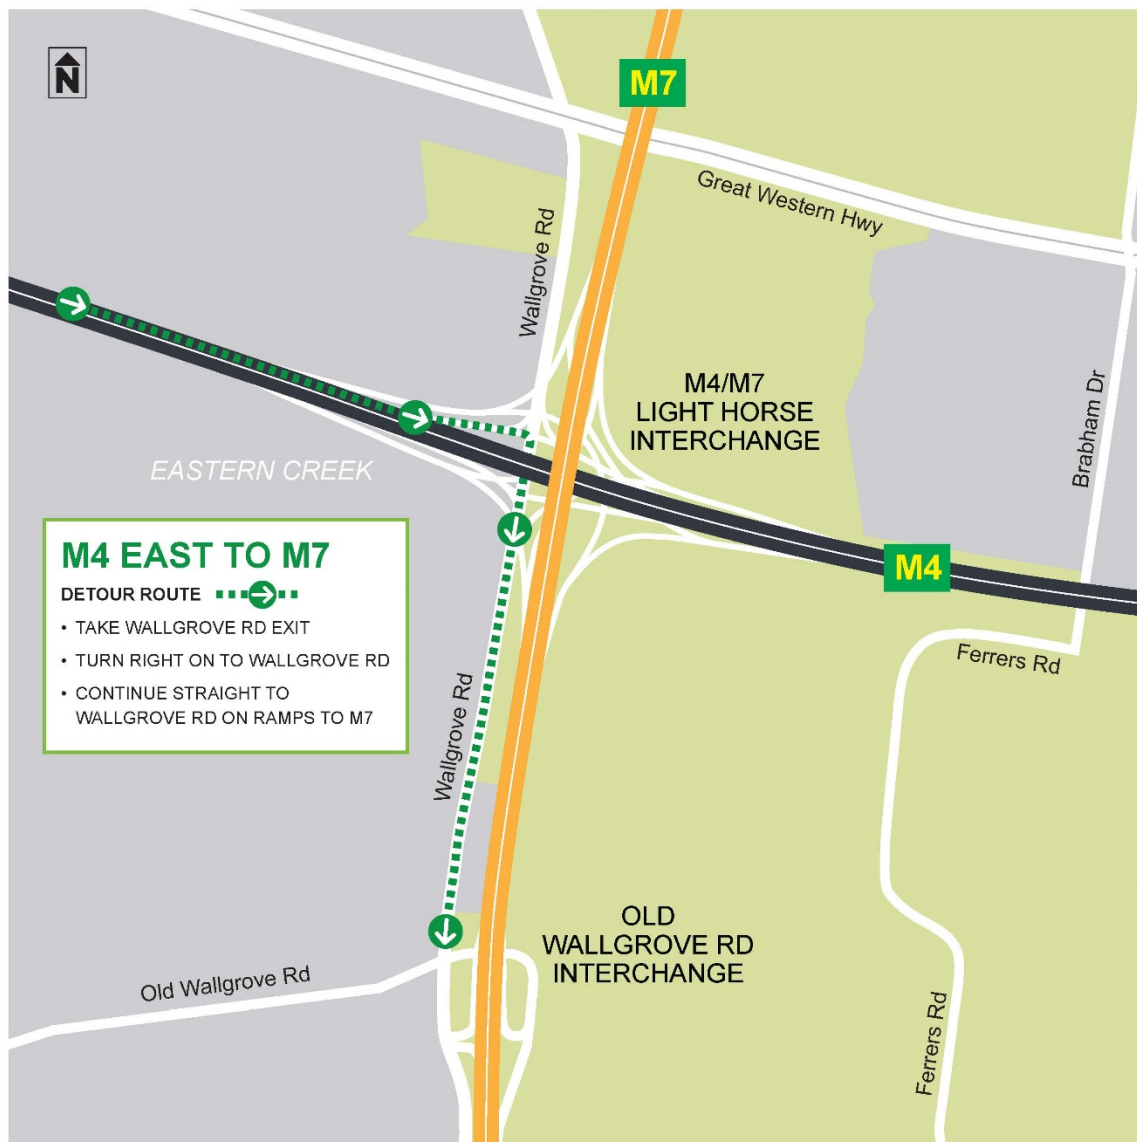 N
M7
Great Western Hwy
Wallgrove Rd
M4/M7
LIGHT HORSE
INTERCHANGE
Brabham Dr
EASTERN CREEK
M4
M4 EAST TO M7
DETOUR ROUTE
• TAKE WALLGROVE RD EXIT
• TURN RIGHT ON TO WALLGROVE RD
• CONTINUE STRAIGHT TO
WALLGROVE RD ON RAMPS TO M7
Ferrers Rd
Wallgrove Rd
OLD
WALLGROVE RD
INTERCHANGE
Old Wallgrove Rd
Ferrers Rd